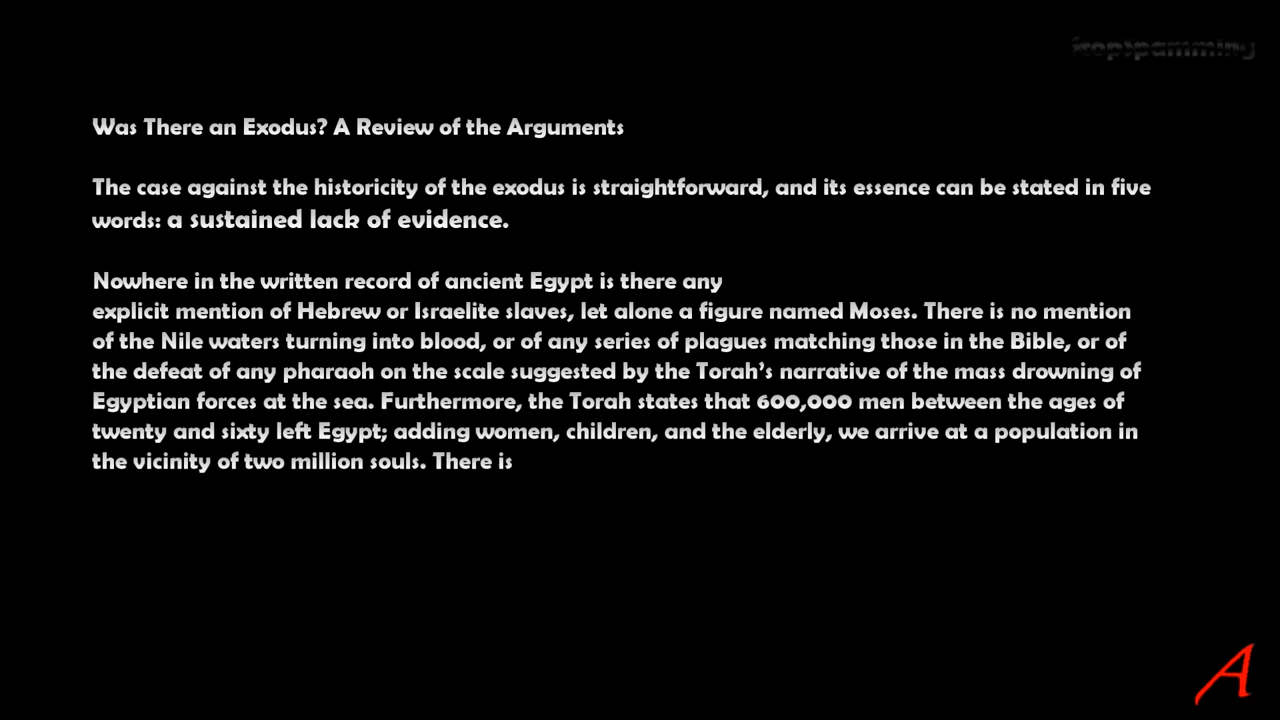 Was There an Exodus? A Review of the Arguments
The case against the historicity of the exodus is straightforward, and its essence can be stated in five
words: a sustained lack of evidence.
Nowhere in the written record of ancient Egypt is there any
explicit mention of Hebrew or Israelite slaves, let alone a figure named Moses. There is no mention
of the Nile waters turning into blood, or of any series of plagues matching those in the Bible, or of
the defeat of any pharaoh on the scale suggested by the Torah’s narrative of the mass drowning of
Egyptian forces at the sea. Furthermore, the Torah states that 600,000 men between the ages of
twenty and sixty left Egypt; adding women, children, and the elderly, we arrive at a population in
the vicinity of two million souls. There is
A